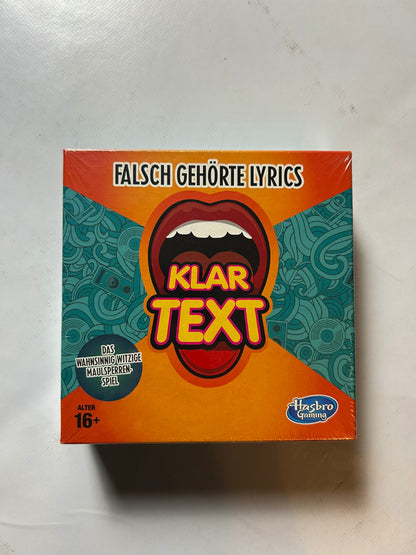 FALSCH GEHÖRTE LYRICS
KLAR
TEXT
DAS
WAHNSINNIG WITZIGE
MAULSPERREN-
SPIEL
ALTER
16+
Hasbro
Gaming